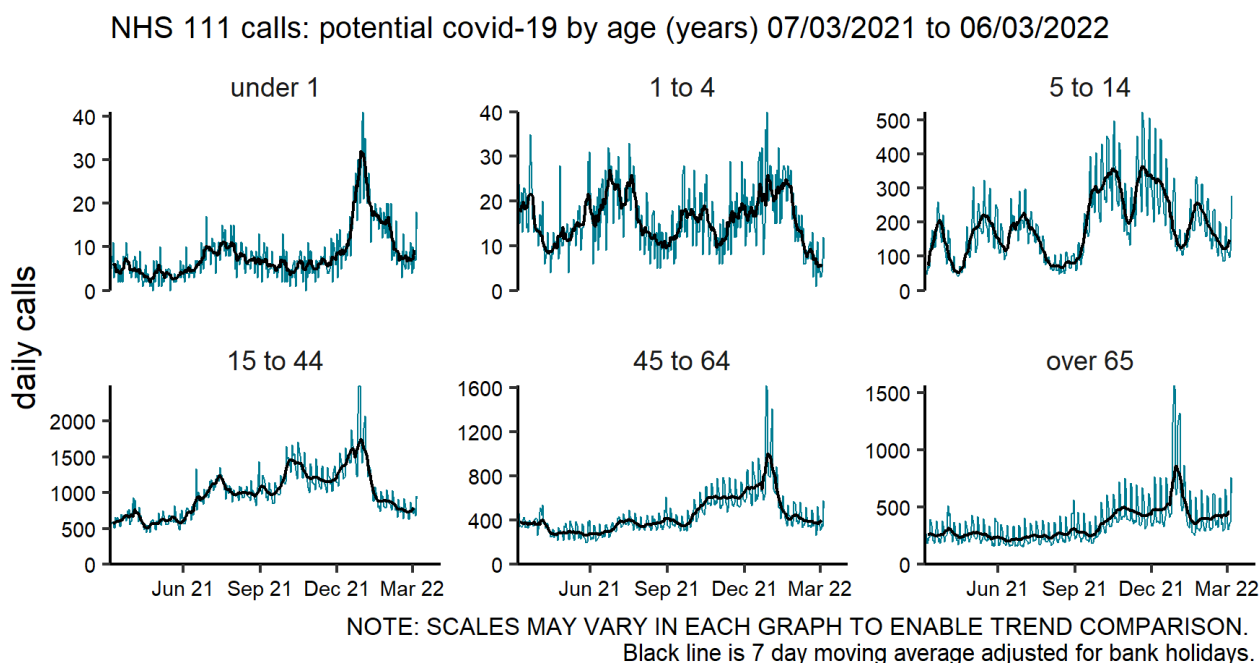 NHS 111 calls: potential covid-19 by age (years) 07/03/2021 to 06/03/2022
under 1
1 to 4
5 to 14
40
30
20
10
0
40
30
20
10
0
500
400
300
200
100
0
daily calls
15 to 44
45 to 64
over 65
2000
1500
1000
500
0
1600
1200
800
400
0
1500
1000
500
0
Jun 21 Sep 21 Dec 21 Mar 22
Jun 21 Sep 21 Dec 21 Mar 22
Jun 21 Sep 21 Dec 21 Mar 22
NOTE: SCALES MAY VARY IN EACH GRAPH TO ENABLE TREND COMPARISON.
Black line is 7 day moving average adjusted for bank holidays.